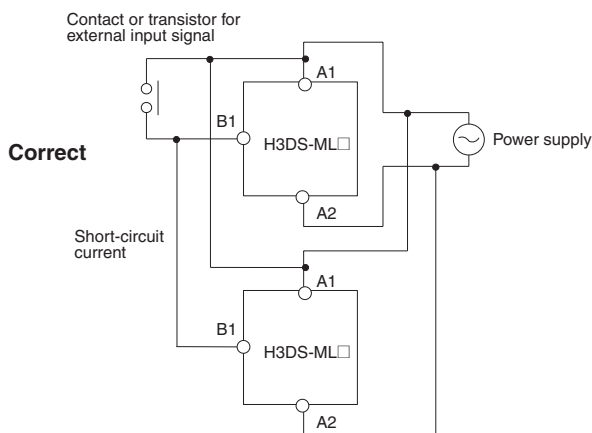 Contact or transistor for
external input signal
A1
B1
H3DS-ML□
Power supply
Correct
A2
Short-circuit
current
A1
B1
H3DS-ML□
A2